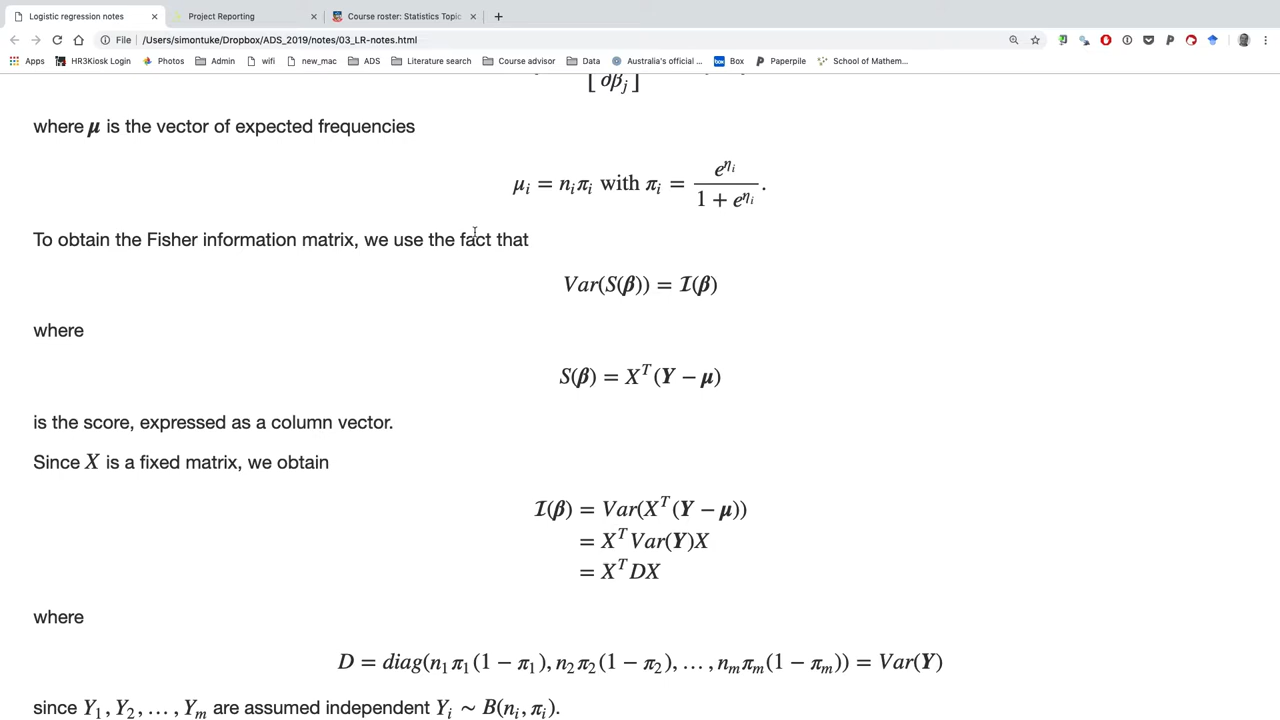 Logistic regression notes
Project Reporting
Course roster: Statistics Topic
File /Users/simontuke/Dropbox/ADS_2019/notes/03_LR-notes.html
Apps HR3Kiosk Login Photos Admin wifi new_mac ADS Literature search Course advisor Data Australia's official ... Box Paperpile School of Mathem...
[ ∂β_j ]
where μ is the vector of expected frequencies
μ_i = n_iπ_i with π_i = e^{η_i} / (1 + e^{η_i}).
To obtain the Fisher information matrix, we use the fact that
Var(S(β)) = I(β)
where
S(β) = X^T(Y − μ)
is the score, expressed as a column vector.
Since X is a fixed matrix, we obtain
I(β) = Var(X^T(Y − μ))
= X^T Var(Y)X
= X^T DX
where
D = diag(n_1π_1(1 − π_1), n_2π_2(1 − π_2), … , n_mπ_m(1 − π_m)) = Var(Y)
since Y_1, Y_2, … , Y_m are assumed independent Y_i ∼ B(n_i, π_i).